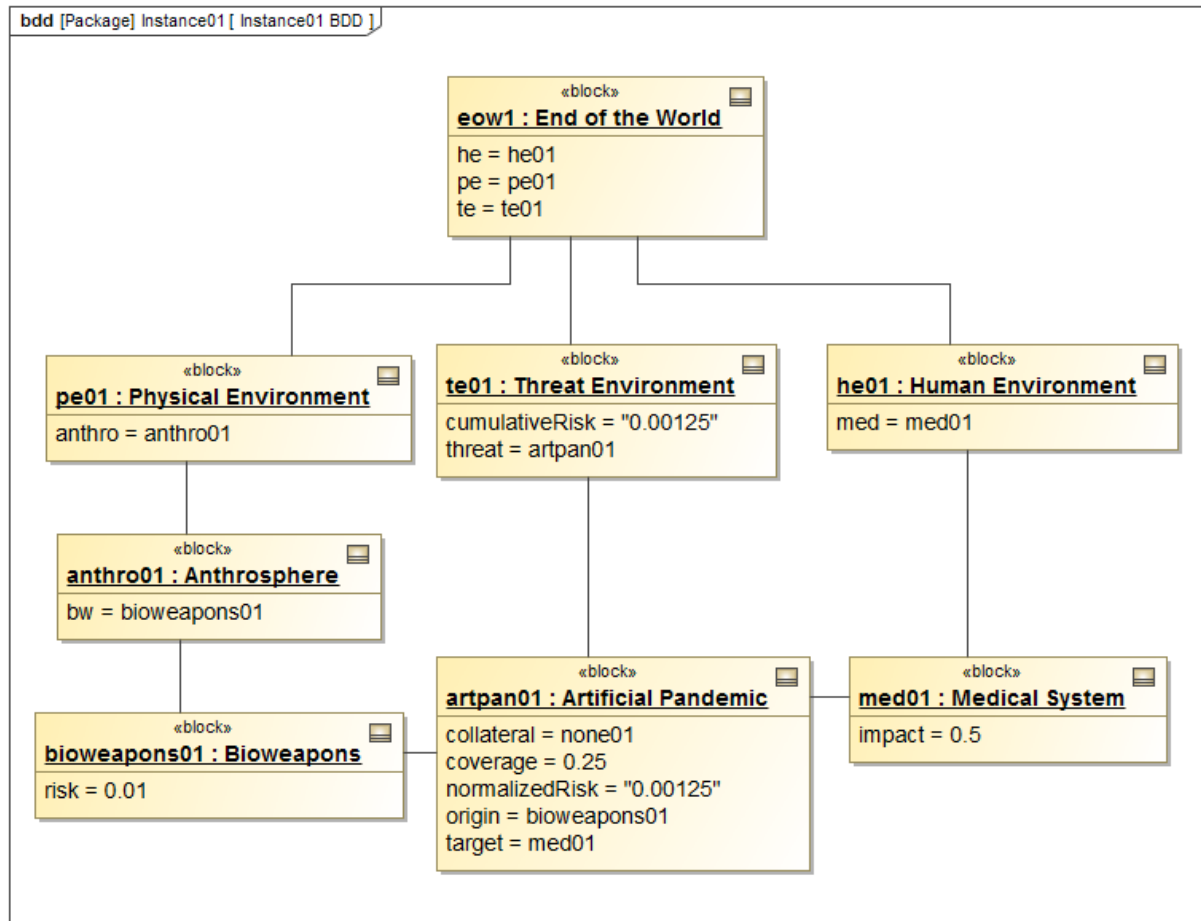 bdd [Package] Instance01 [ Instance01 BDD ]
«block»
eow1 : End of the World
he = he01
pe = pe01
te = te01
«block»
pe01 : Physical Environment
anthro = anthro01
«block»
te01 : Threat Environment
cumulativeRisk = "0.00125"
threat = artpan01
«block»
he01 : Human Environment
med = med01
«block»
anthro01 : Anthrosphere
bw = bioweapons01
«block»
bioweapons01 : Bioweapons
risk = 0.01
«block»
artpan01 : Artificial Pandemic
collateral = none01
coverage = 0.25
normalizedRisk = "0.00125"
origin = bioweapons01
target = med01
«block»
med01 : Medical System
impact = 0.5